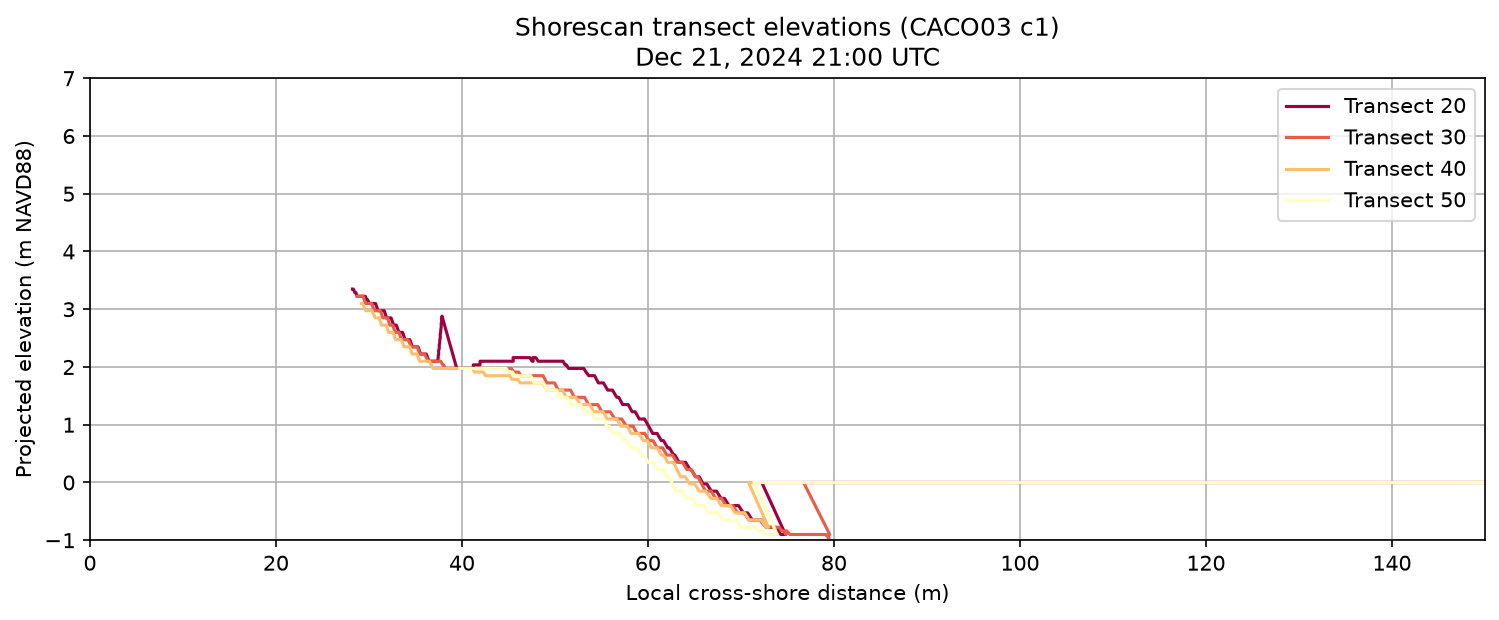 Shorescan transect elevations (CACO03 c1)
Dec 21, 2024 21:00 UTC
Projected elevation (m NAVD88)
7
6
5
4
3
2
1
0
−1
0 20 40 60 80 100 120 140
Local cross-shore distance (m)
Transect 20
Transect 30
Transect 40
Transect 50